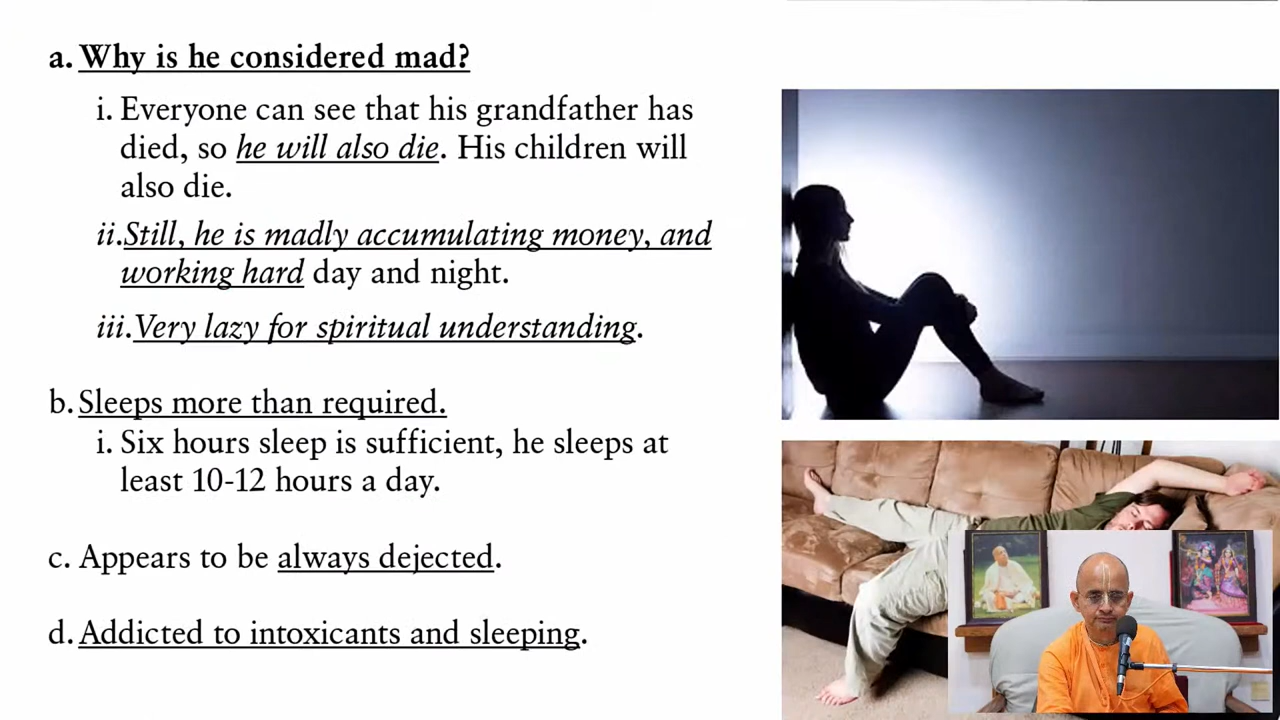 a. Why is he considered mad?
i. Everyone can see that his grandfather has
died, so he will also die. His children will
also die.
ii. Still, he is madly accumulating money, and
working hard day and night.
iii. Very lazy for spiritual understanding.
b. Sleeps more than required.
i. Six hours sleep is sufficient, he sleeps at
least 10-12 hours a day.
c. Appears to be always dejected.
d. Addicted to intoxicants and sleeping.